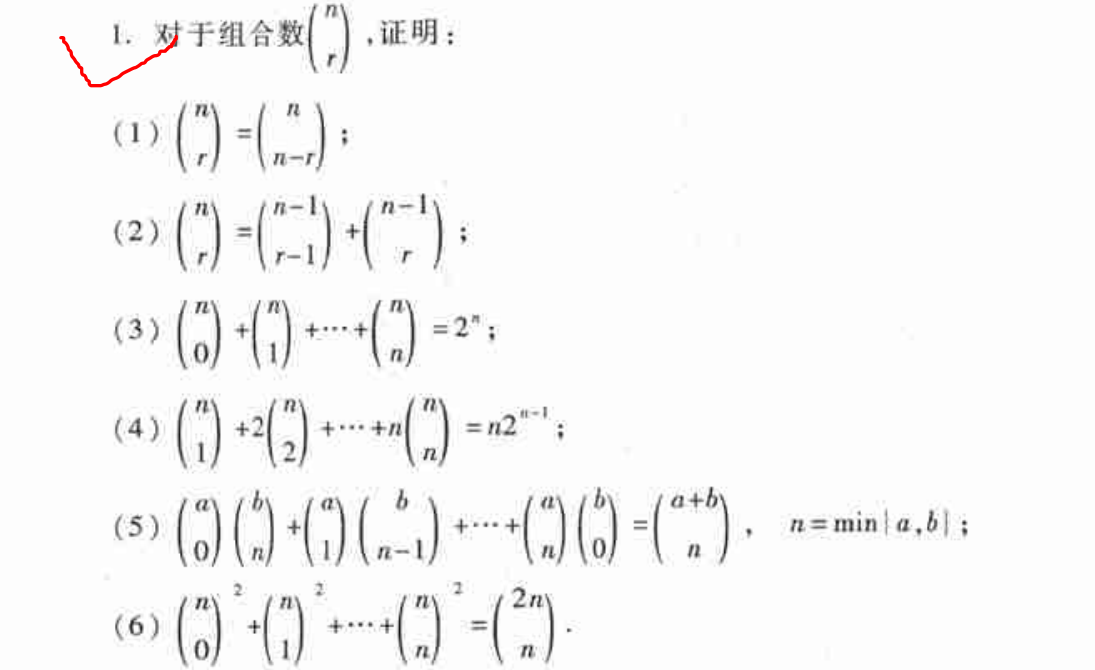 1. 对于组合数(n r),证明:
(1) (n r)=(n n-r);
(2) (n r)=(n-1 r-1)+(n-1 r);
(3) (n 0)+(n 1)+···+(n n)=2ⁿ;
(4) (n 1)+2(n 2)+···+n(n n)=n2ⁿ⁻¹;
(5) (a 0)(b n)+(a 1)(b n-1)+···+(a n)(b 0)=(a+b n), n=min{a,b};
(6) (n 0)²+(n 1)²+···+(n n)²=(2n n).